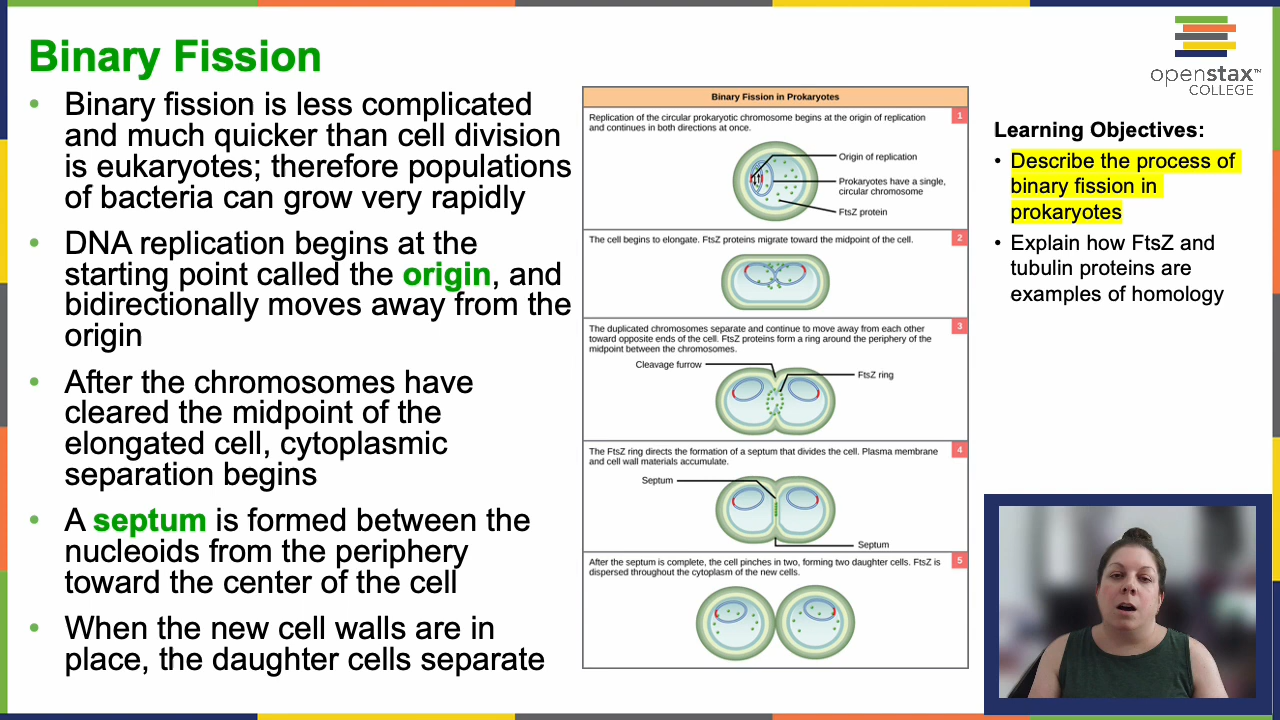 Binary Fission
• Binary fission is less complicated
and much quicker than cell division
is eukaryotes; therefore populations
of bacteria can grow very rapidly
• DNA replication begins at the
starting point called the origin, and
bidirectionally moves away from the
origin
• After the chromosomes have
cleared the midpoint of the
elongated cell, cytoplasmic
separation begins
• A septum is formed between the
nucleoids from the periphery
toward the center of the cell
• When the new cell walls are in
place, the daughter cells separate
Binary Fission in Prokaryotes
Replication of the circular prokaryotic chromosome begins at the origin of replication
and continues in both directions at once.
1
Origin of replication
Prokaryotes have a single,
circular chromosome
FtsZ protein
The cell begins to elongate. FtsZ proteins migrate toward the midpoint of the cell.
2
The duplicated chromosomes separate and continue to move away from each other
toward opposite ends of the cell. FtsZ proteins form a ring around the periphery of the
midpoint between the chromosomes.
3
Cleavage furrow
FtsZ ring
The FtsZ ring directs the formation of a septum that divides the cell. Plasma membrane
and cell wall materials accumulate.
4
Septum
Septum
After the septum is complete, the cell pinches in two, forming two daughter cells. FtsZ is
dispersed throughout the cytoplasm of the new cells.
5
openstax™
COLLEGE
Learning Objectives:
• Describe the process of
binary fission in
prokaryotes
• Explain how FtsZ and
tubulin proteins are
examples of homology